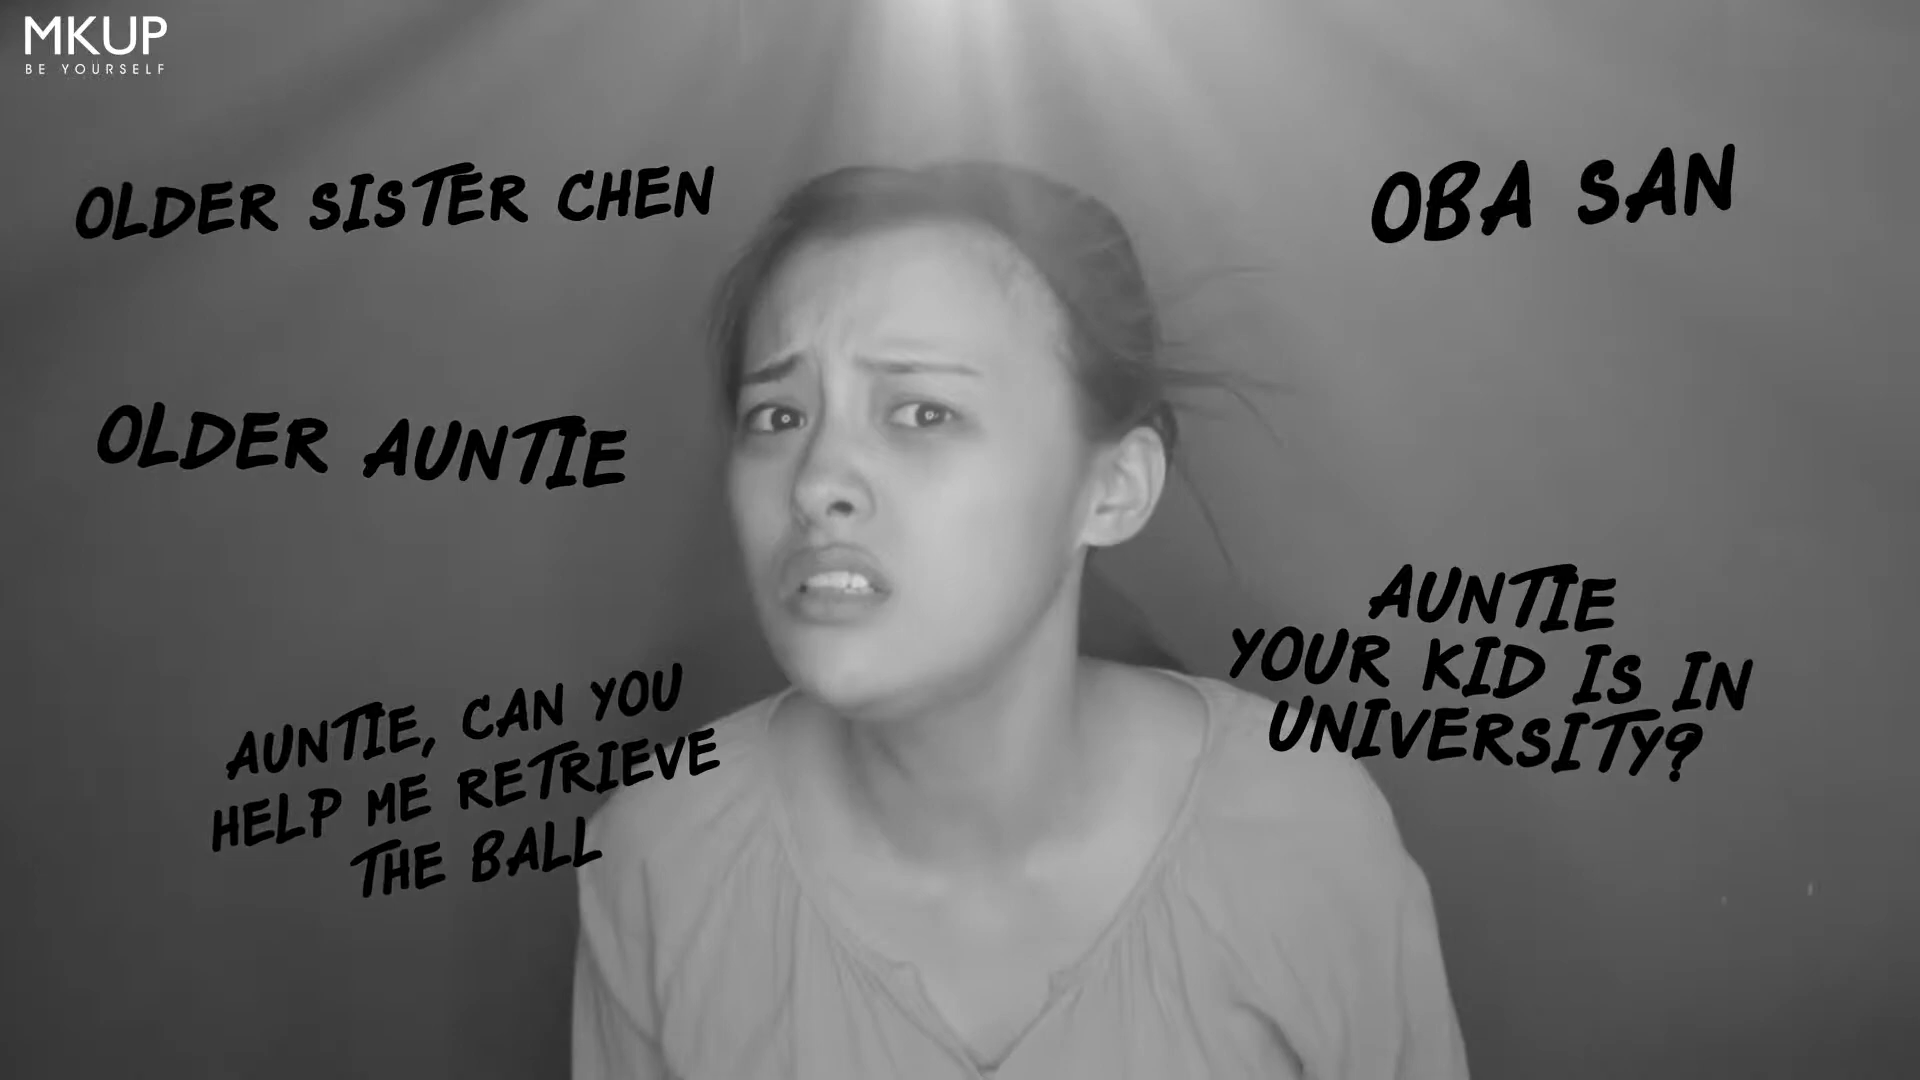 MKUP
BE YOURSELF
OLDER SISTER CHEN
OBA SAN
OLDER AUNTIE
AUNTIE, CAN YOU
HELP ME RETRIEVE
THE BALL
AUNTIE
YOUR KID IS IN
UNIVERSITY?